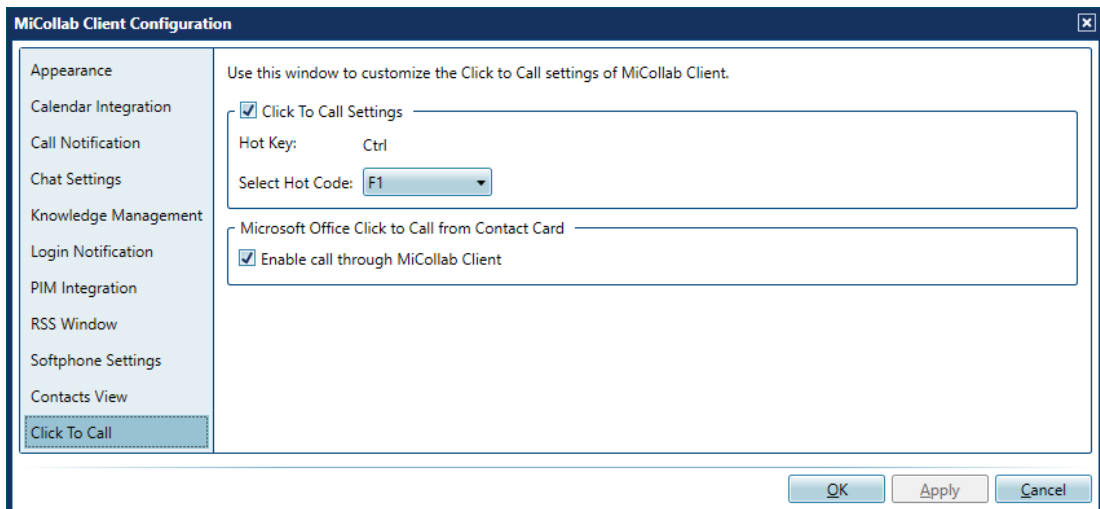 MiCollab Client Configuration
Appearance
Calendar Integration
Call Notification
Chat Settings
Knowledge Management
Login Notification
PIM Integration
RSS Window
Softphone Settings
Contacts View
Click To Call
Use this window to customize the Click to Call settings of MiCollab Client.
Click To Call Settings
Hot Key: Ctrl
Select Hot Code: F1
Microsoft Office Click to Call from Contact Card
Enable call through MiCollab Client
OK Apply Cancel